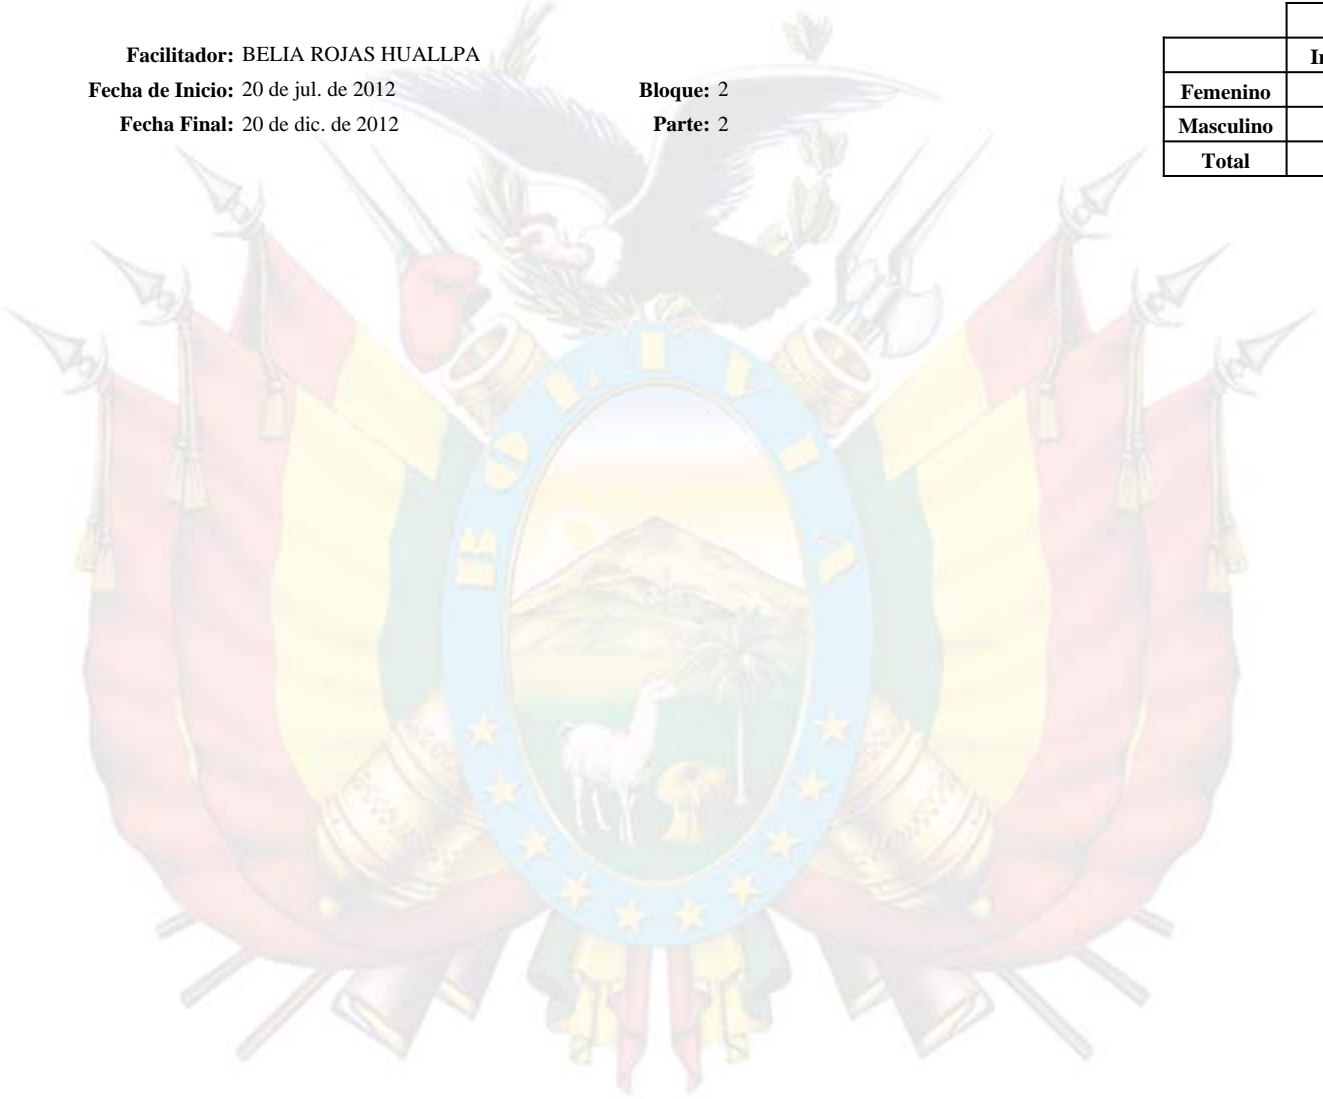 Facilitador: BELIA ROJAS HUALLPA
Fecha de Inicio: 20 de jul. de 2012 Bloque: 2
Fecha Final: 20 de dic. de 2012 Parte: 2
Femenino
Masculino
Total
BOLIVIA